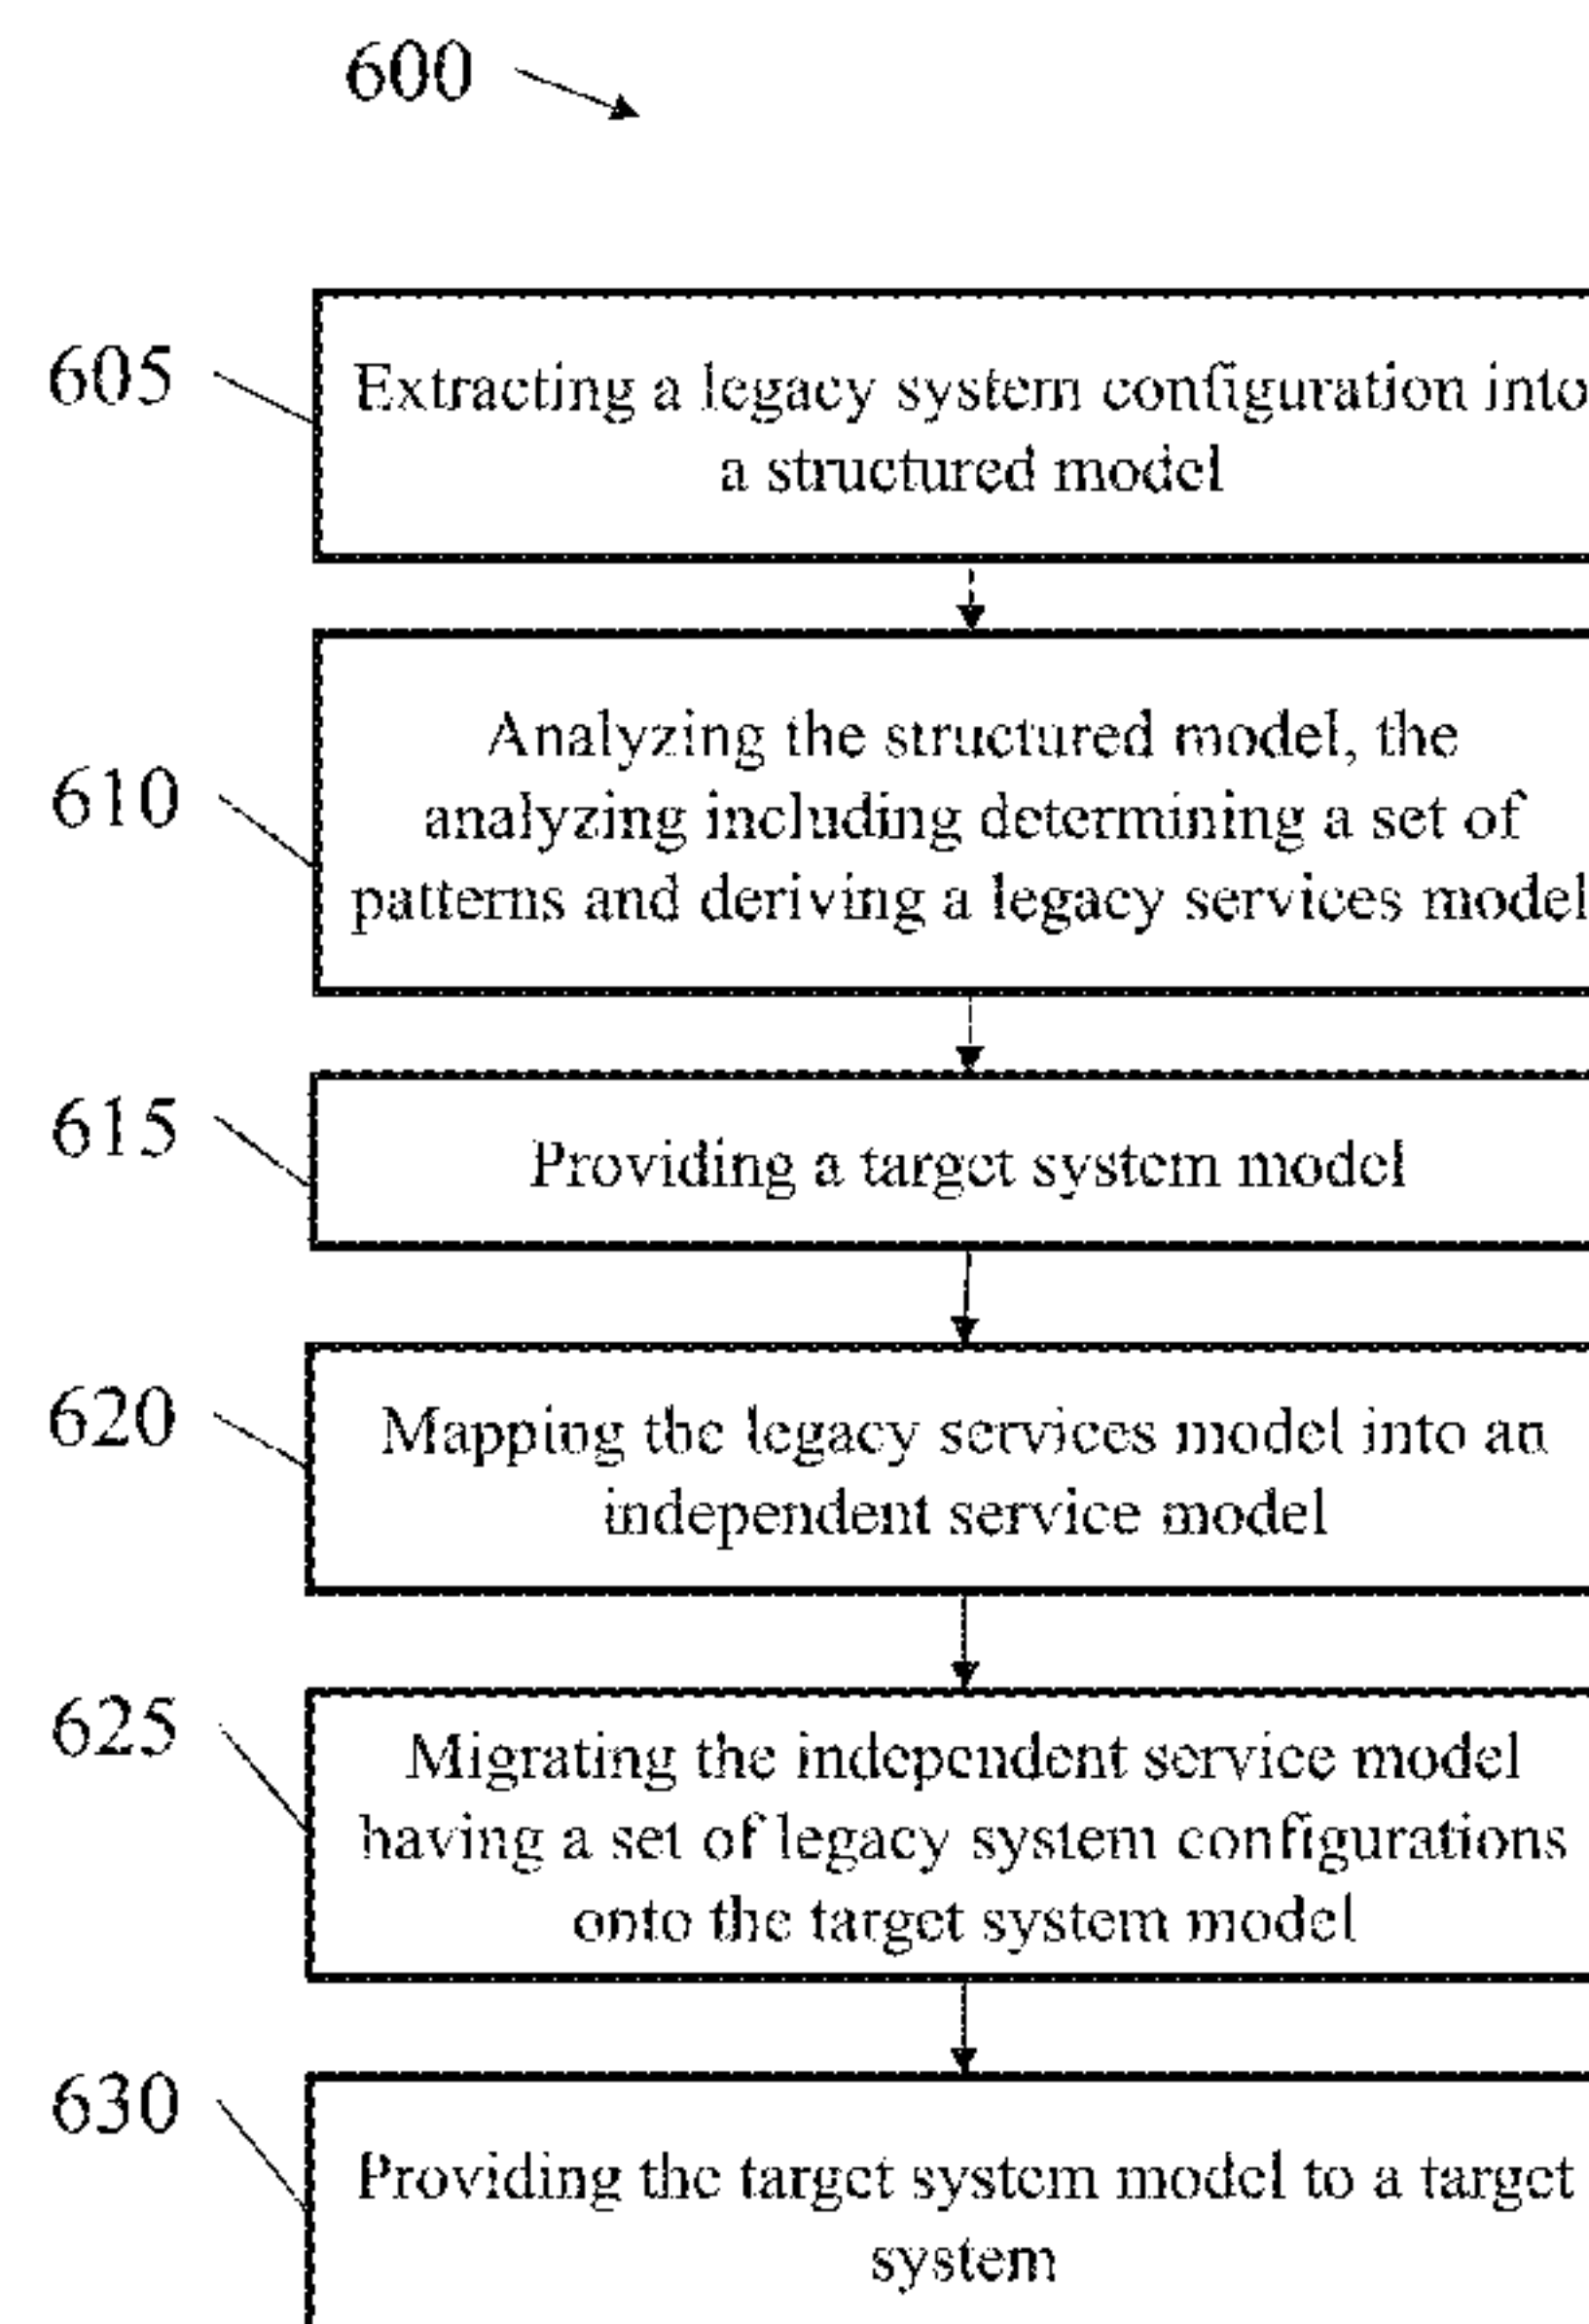 600
605
Extracting a legacy system configuration into
a structured model
610
Analyzing the structured model, the
analyzing including determining a set of
patterns and deriving a legacy services model
615
Providing a target system model
620
Mapping the legacy services model into an
independent service model
625
Migrating the independent service model
having a set of legacy system configurations
onto the target system model
630
Providing the target system model to a target
system